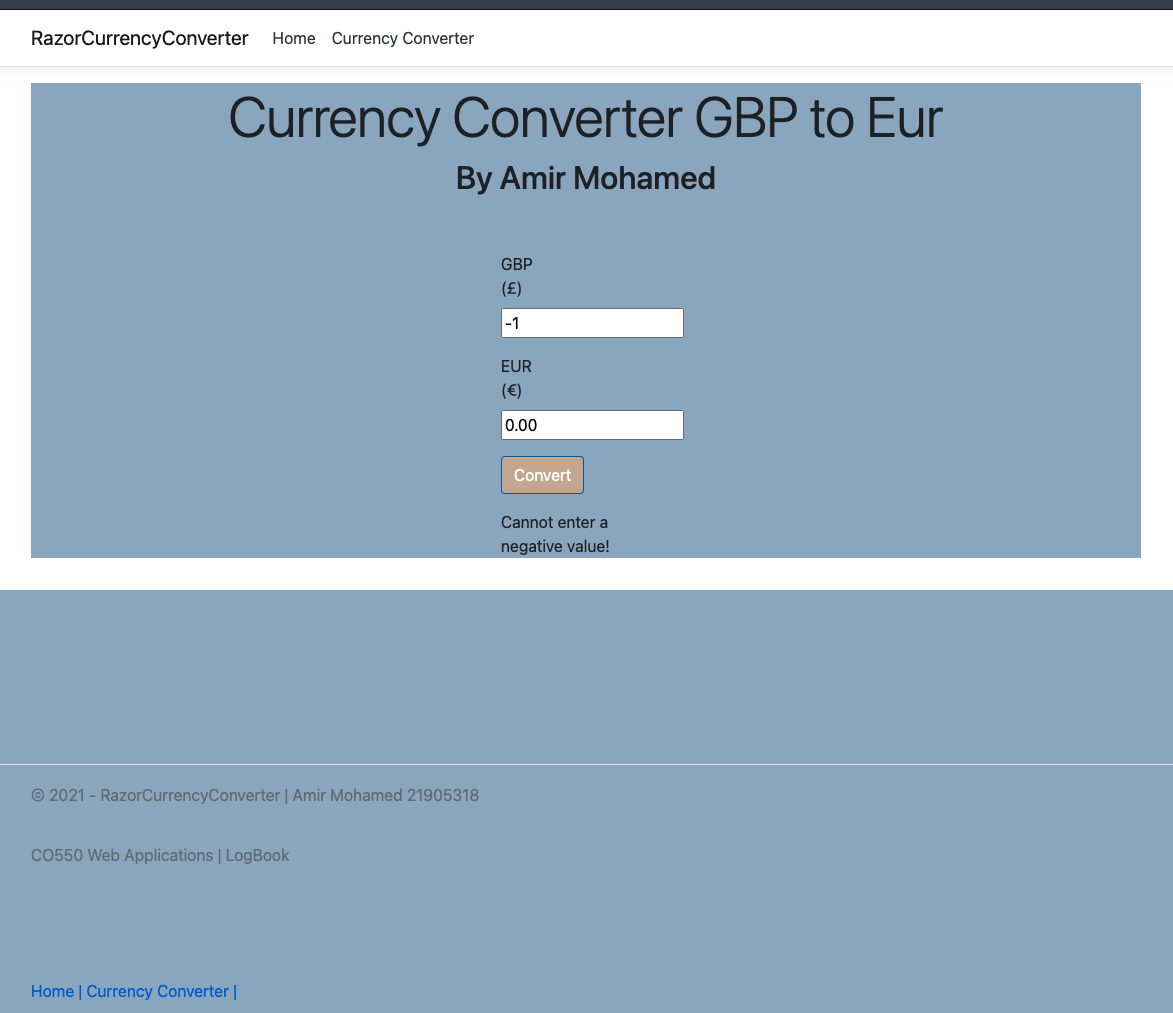 RazorCurrencyConverter Home Currency Converter
Currency Converter GBP to Eur
By Amir Mohamed
GBP
(£)
-1
EUR
(€)
0.00
Convert
Cannot enter a
negative value!
© 2021 - RazorCurrencyConverter | Amir Mohamed 21905318
CO550 Web Applications | LogBook
Home | Currency Converter |